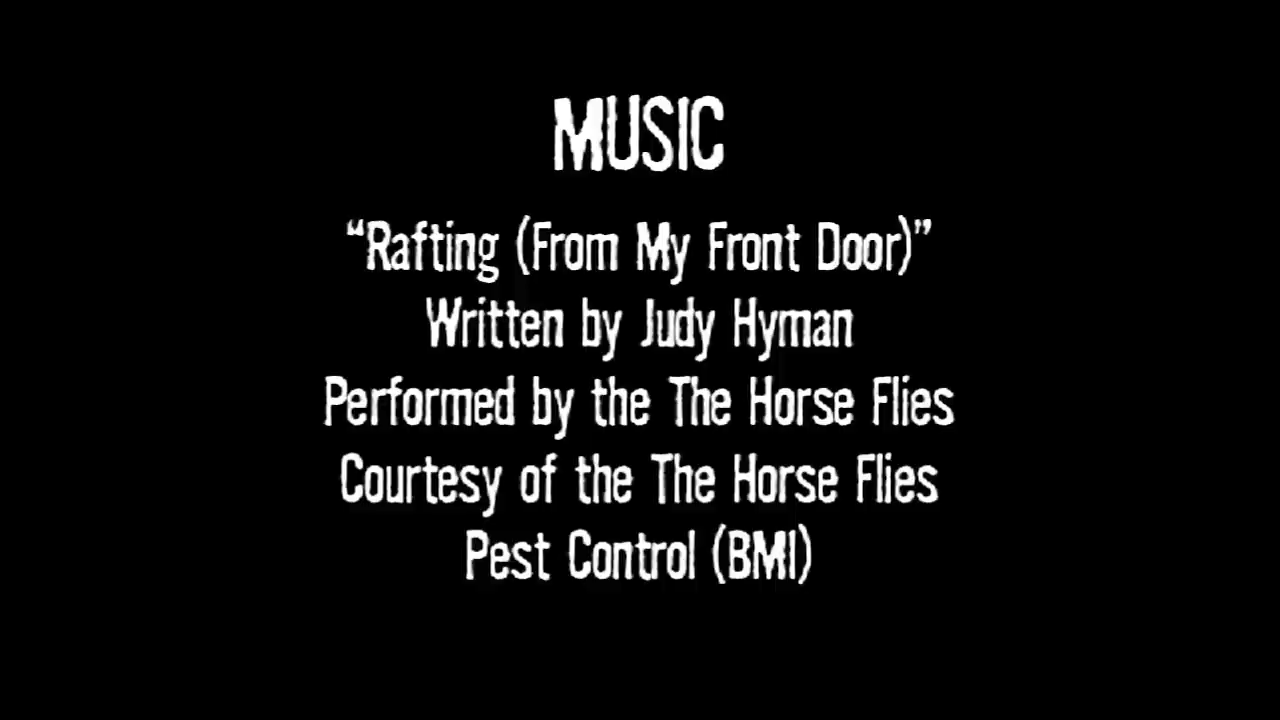 MUSIC
“Rafting (From My Front Door)”
Written by Judy Hyman
Performed by the The Horse Flies
Courtesy of the The Horse Flies
Pest Control (BMI)